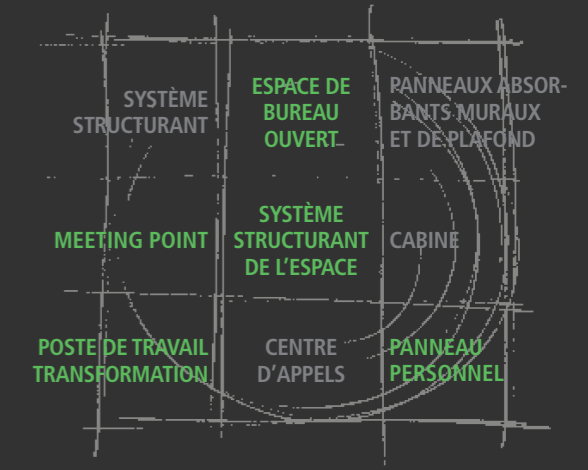 SYSTÈME
STRUCTURANT
ESPACE DE
BUREAU
OUVERT
PANNEAUX ABSOR-
BANTS MURAUX
ET DE PLAFOND
MEETING POINT
SYSTÈME
STRUCTURANT
DE L'ESPACE
CABINE
POSTE DE TRAVAIL
TRANSFORMATION
CENTRE
D'APPELS
PANNEAU
PERSONNEL